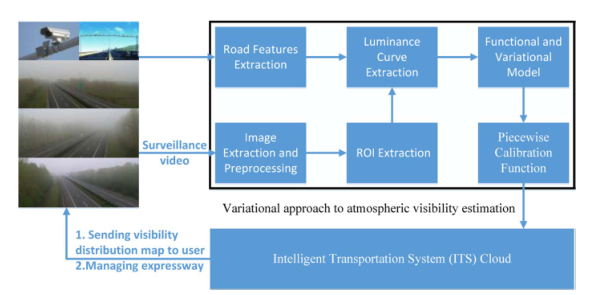 Road Features
Extraction
Luminance
Curve
Extraction
Functional and
Variational
Model
Surveillance
video
Image
Extraction and
Preprocessing
ROI Extraction
Piecewise
Calibration
Function
Variational approach to atmospheric visibility estimation
1. Sending visibility
distribution map to user
2.Managing expressway
Intelligent Transportation System (ITS) Cloud